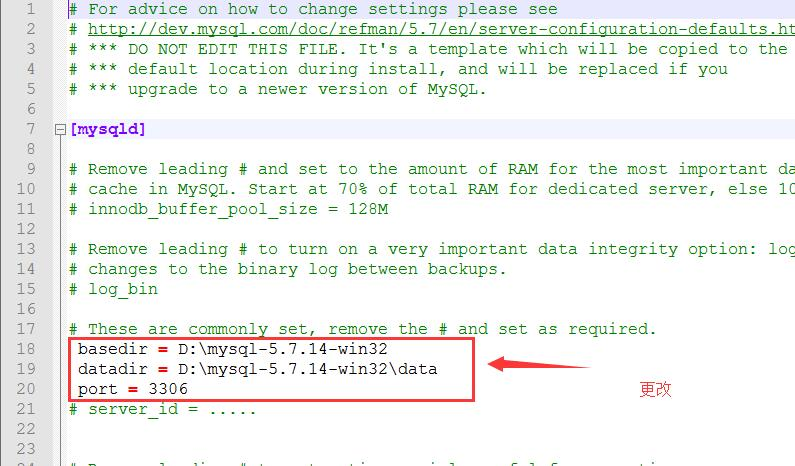 1 # For advice on how to change settings please see
2 # http://dev.mysql.com/doc/refman/5.7/en/server-configuration-defaults.ht
3 # *** DO NOT EDIT THIS FILE. It's a template which will be copied to the
4 # *** default location during install, and will be replaced if you
5 # *** upgrade to a newer version of MySQL.
6
7 [mysqld]
8
9 # Remove leading # and set to the amount of RAM for the most important da
10 # cache in MySQL. Start at 70% of total RAM for dedicated server, else 10
11 # innodb_buffer_pool_size = 128M
12
13 # Remove leading # to turn on a very important data integrity option: log
14 # changes to the binary log between backups.
15 # log_bin
16
17 # These are commonly set, remove the # and set as required.
18 basedir = D:\mysql-5.7.14-win32
19 datadir = D:\mysql-5.7.14-win32\data
20 port = 3306
更改
21 # server_id = .....
22
23